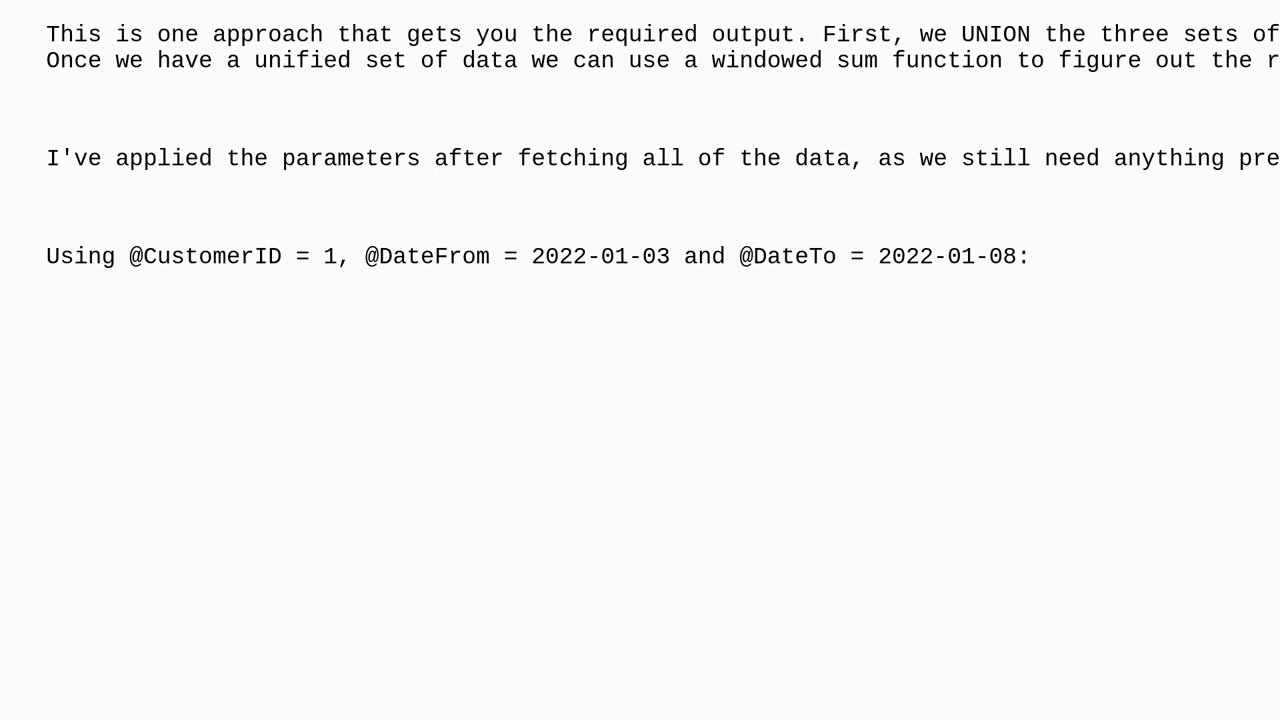 This is one approach that gets you the required output. First, we UNION the three sets of
Once we have a unified set of data we can use a windowed sum function to figure out the
I've applied the parameters after fetching all of the data, as we still need anything
Using @CustomerID = 1, @DateFrom = 2022-01-03 and @DateTo = 2022-01-08: